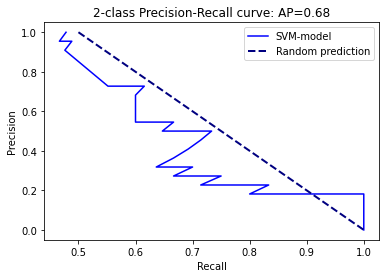 2-class Precision-Recall curve: AP=0.68
SVM-model
Random prediction
Precision
1.0
0.8
0.6
0.4
0.2
0.0
0.5
0.6
0.7
0.8
0.9
1.0
Recall